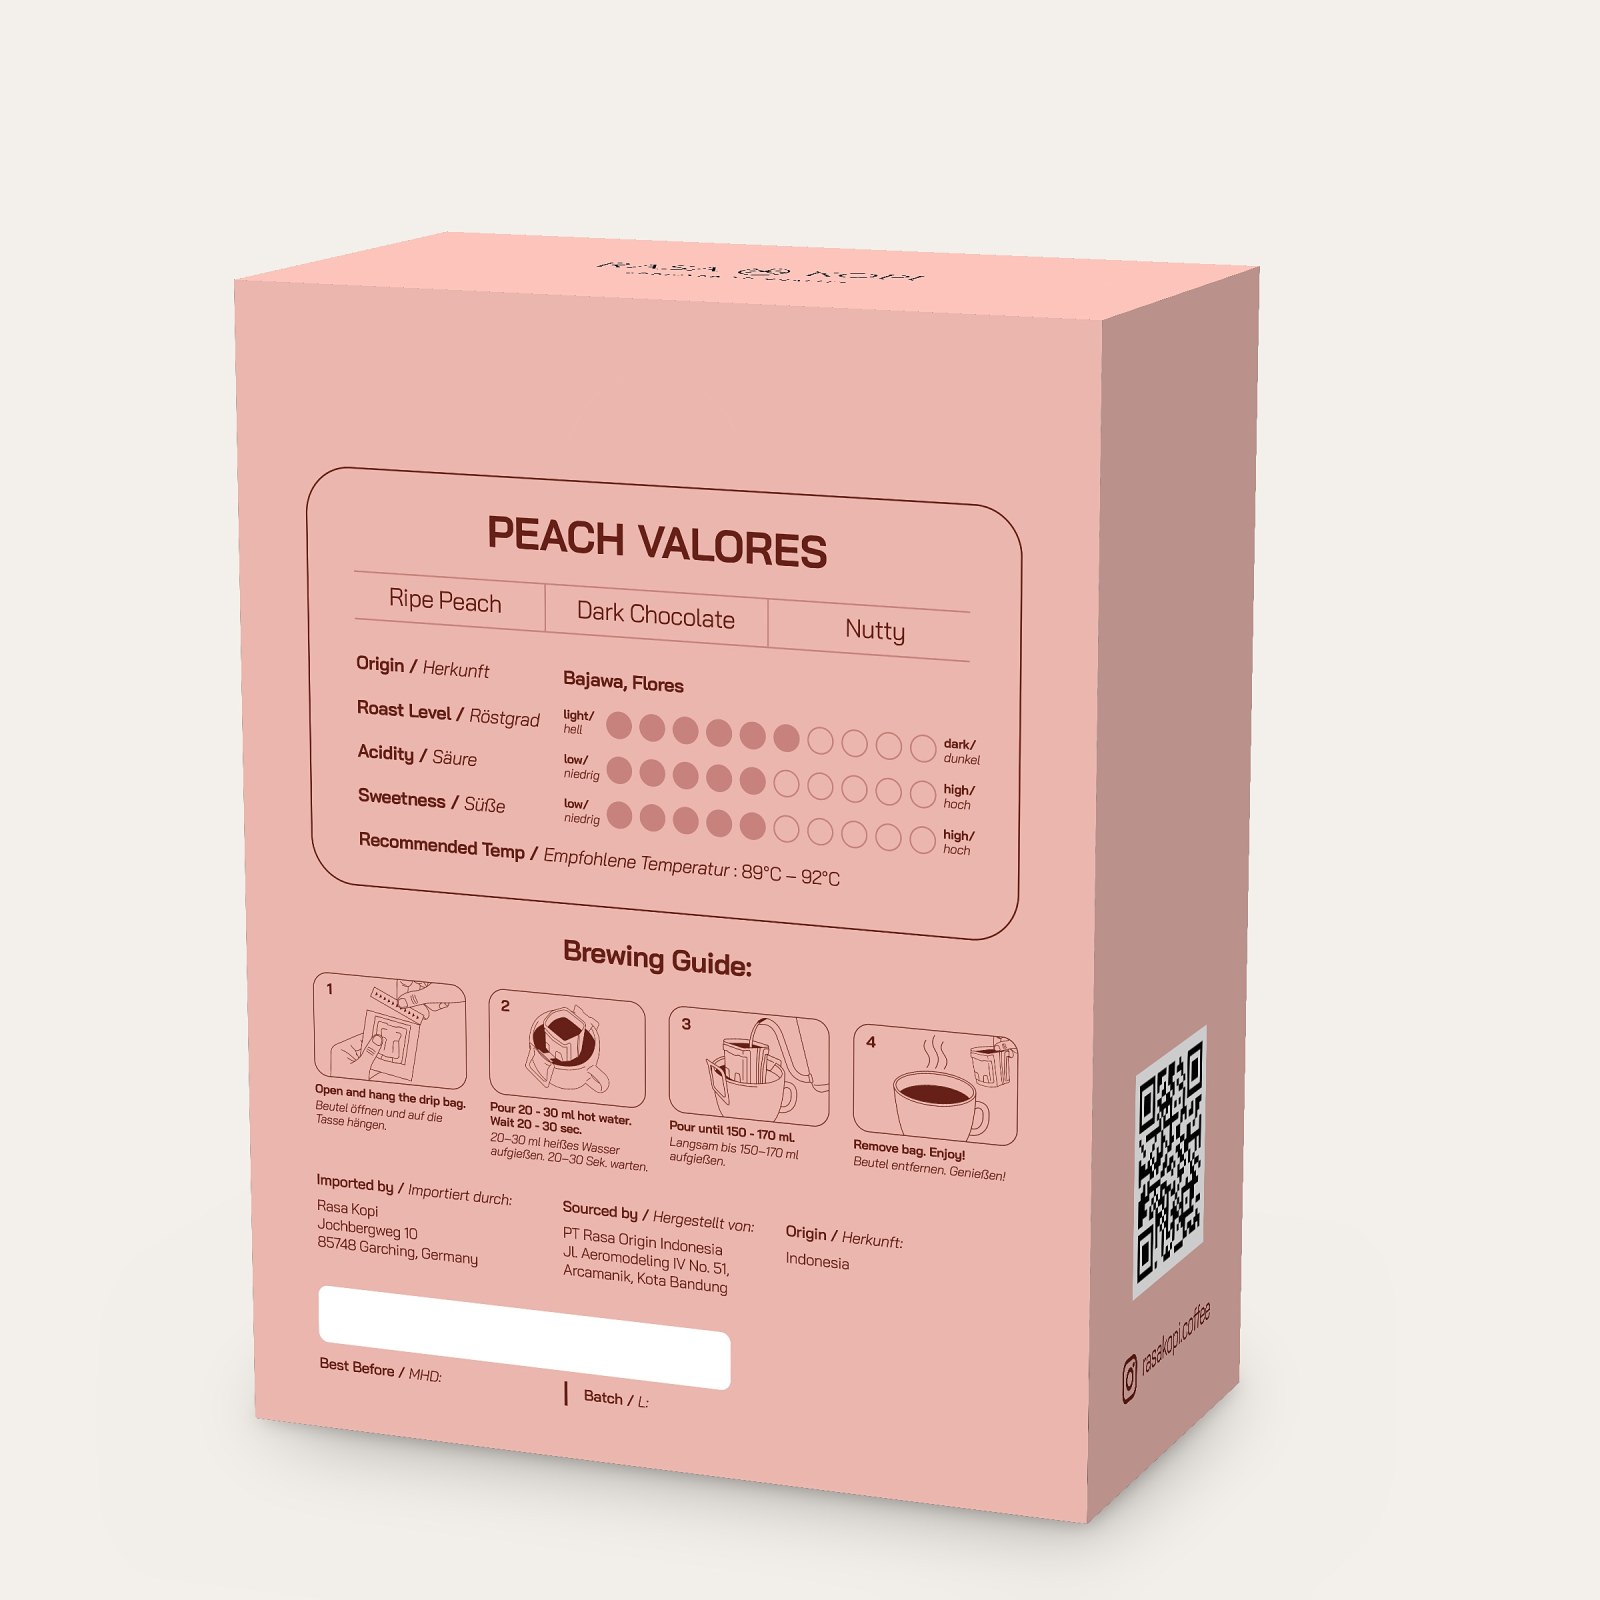 RASA KOPI
PEACH VALORES
Ripe Peach
Dark Chocolate
Nutty
Origin / Herkunft
Bajawa, Flores
Roast Level / Röstgrad
light/
hell
dark/
dunkel
Acidity / Säure
low/
niedrig
high/
hoch
Sweetness / Süße
low/
niedrig
high/
hoch
Recommended Temp / Empfohlene Temperatur : 89°C – 92°C
Brewing Guide:
1
Open and hang the drip bag.
Beutel öffnen und auf die
Tasse hängen.
2
Pour 20 - 30 ml hot water.
Wait 20 - 30 sec.
20–30 ml heißes Wasser
aufgießen. 20–30 Sek. warten.
3
Pour until 150 - 170 ml.
Langsam bis 150–170 ml
aufgießen.
4
Remove bag. Enjoy!
Beutel entfernen. Genießen!
Imported by / Importiert durch:
Rasa Kopi
Jochbergweg 10
85748 Garching, Germany
Sourced by / Hergestellt von:
PT Rasa Origin Indonesia
Jl. Aeromodeling IV No. 51,
Arcamanik, Kota Bandung
Origin / Herkunft:
Indonesia
Best Before / MHD:
Batch / L:
rasakopi.coffee